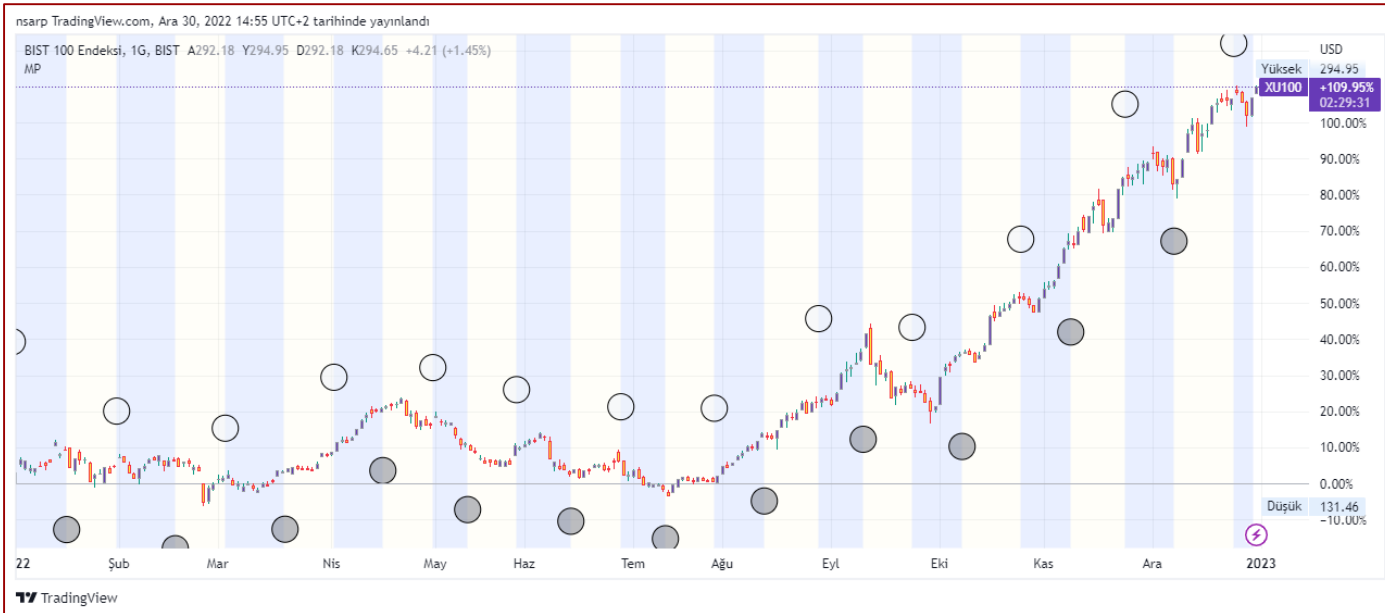 nsarp TradingView.com, Ara 30, 2022 14:55 UTC+2 tarihinde yayınlandı
BIST 100 Endeksi, 1G, BIST A292.18 Y294.95 D292.18 K294.65 +4.21 (+1.45%)
MP
USD
Yüksek 294.95
XU100 +109.95%
02:29:31
100.00%
90.00%
80.00%
70.00%
60.00%
50.00%
40.00%
30.00%
20.00%
10.00%
0.00%
Düşük 131.46
−10.00%
22 Şub Mar Nis May Haz Tem Ağu Eyl Eki Kas Ara 2023
TradingView